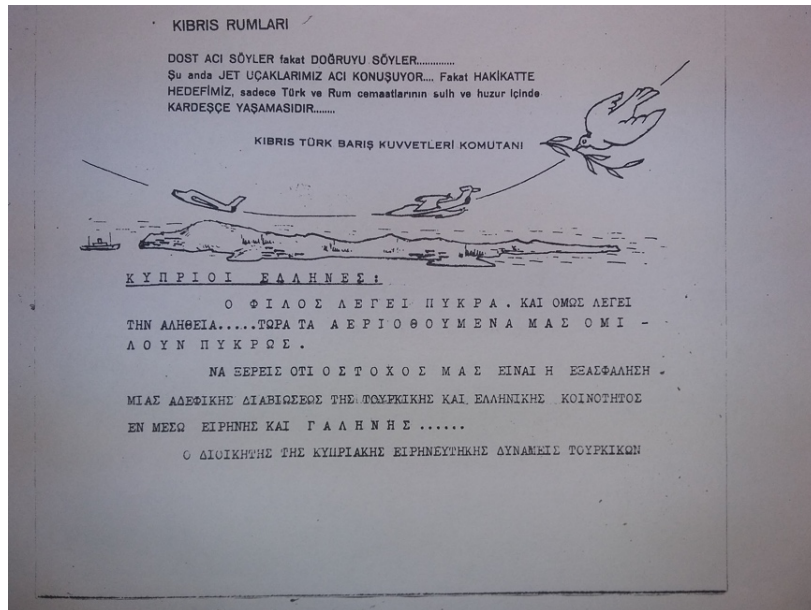 KIBRIS RUMLARI
DOST ACI SÖYLER fakat DOĞRUYU SÖYLER.............
Şu anda JET UÇAKLARIMIZ ACI KONUŞUYOR.... Fakat HAKİKATTE
HEDEFİMİZ, sadece Türk ve Rum cemaatlarının sulh ve huzur içinde
KARDEŞÇE YAŞAMASIDIR........
KIBRIS TÜRK BARIŞ KUVVETLERİ KOMUTANI
ΚΥΠΡΙΟΙ ΕΔΛΗΝΕΣ:
Ο ΦΙΛΟΣ ΛΕΓΕΙ ΠΥΚΡΑ. ΚΑΙ ΟΜΩΣ ΛΕΓΕΙ
ΤΗΝ ΑΛΗΘΕΙΑ.....ΤΩΡΑ ΤΑ ΑΕΡΙΟΘΟΥΜΕΝΑ ΜΑΣ ΟΜΙ -
ΛΟΥΝ ΠΥΚΡΩΣ.
ΝΑ ΞΕΡΕΙΣ ΟΤΙ Ο ΣΤΟΧΟΣ ΜΑΣ ΕΙΝΑΙ Η ΕΞΑΣΦΑΛΗΣΗ
ΜΙΑΣ ΑΔΕΦΙΚΗΣ ΔΙΑΒΙΩΣΕΩΣ ΤΗΣ ΤΟΥΡΚΙΚΗΣ ΚΑΙ ΕΛΛΗΝΙΚΗΣ ΚΟΙΝΟΤΗΤΟΣ
ΕΝ ΜΕΣΩ ΕΙΡΗΝΗΣ ΚΑΙ ΓΑΛΗΝΗΣ......
Ο ΔΙΟΙΚΗΤΗΣ ΤΗΣ ΚΥΠΡΙΑΚΗΣ ΕΙΡΗΝΕΥΤΗΚΗΣ ΔΥΝΑΜΕΙΣ ΤΟΥΡΚΙΚΩΝ